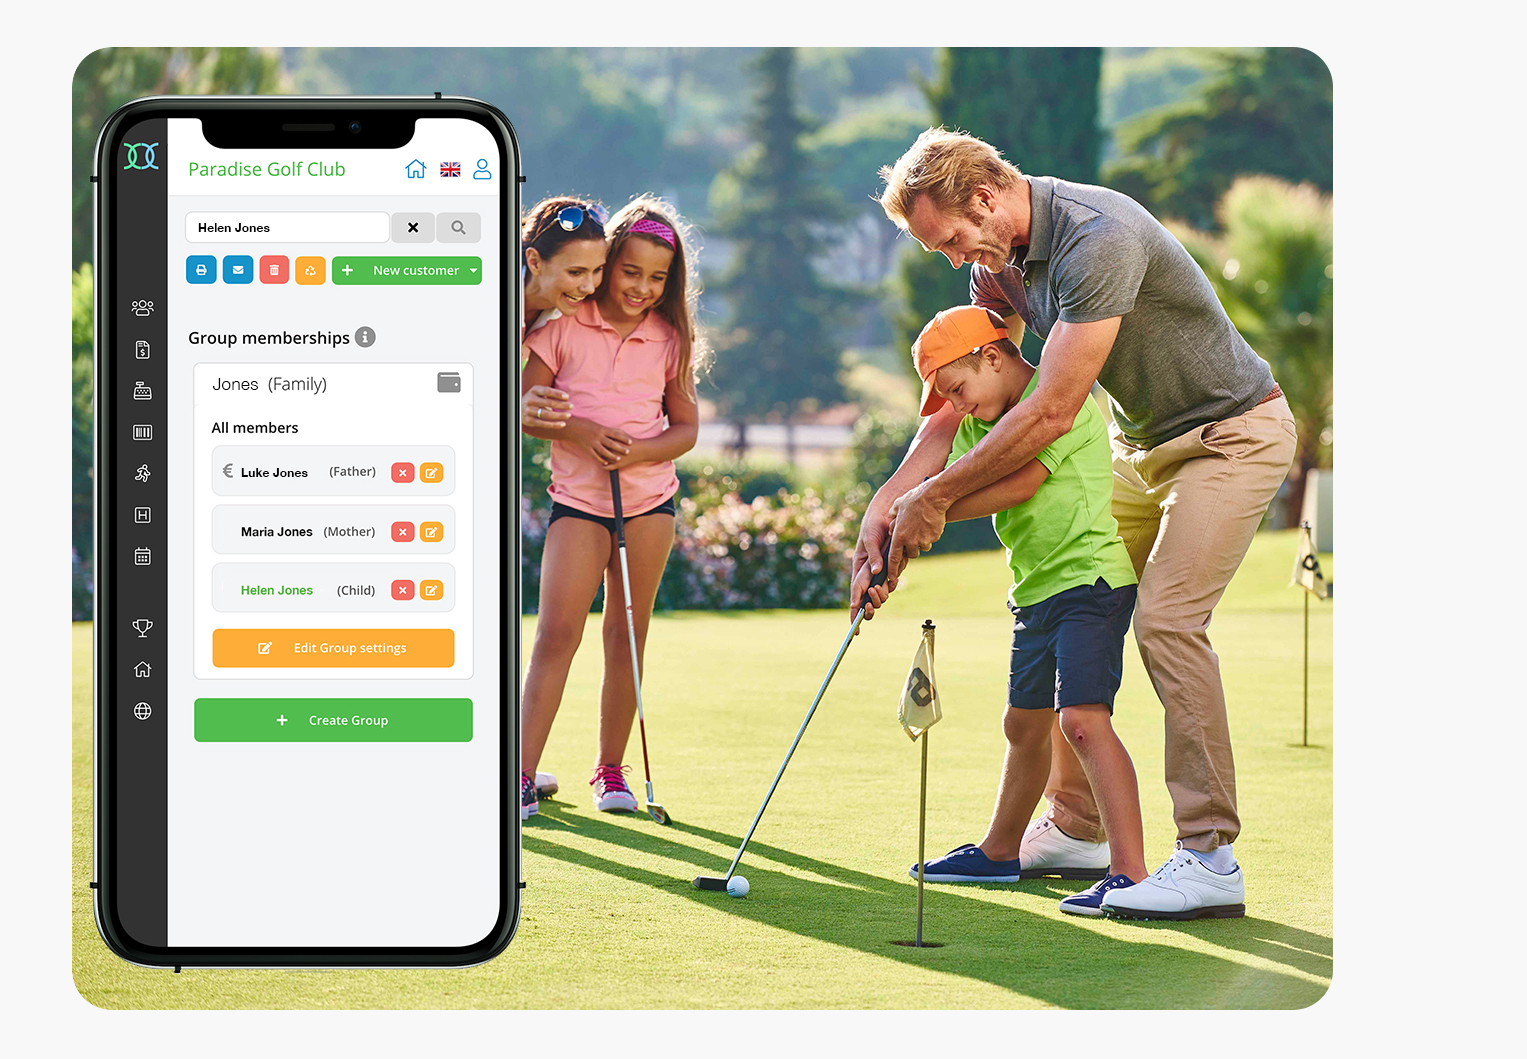 Paradise Golf Club
Helen Jones
New customer
Group memberships
Jones (Family)
All members
€ Luke Jones (Father)
Maria Jones (Mother)
Helen Jones (Child)
Edit Group settings
Create Group